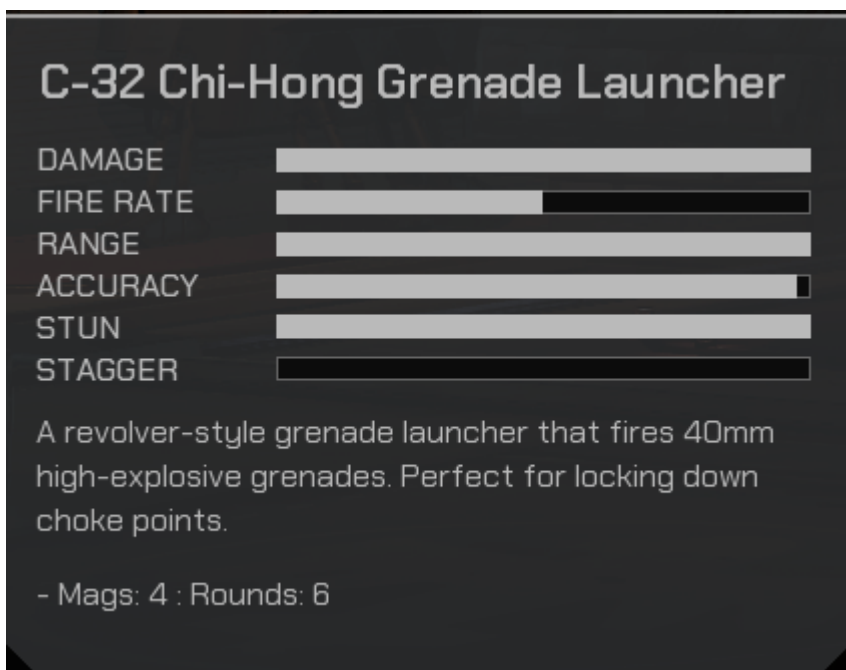 C-32 Chi-Hong Grenade Launcher
DAMAGE
FIRE RATE
RANGE
ACCURACY
STUN
STAGGER
A revolver-style grenade launcher that fires 40mm
high-explosive grenades. Perfect for locking down
choke points.
- Mags: 4 : Rounds: 6